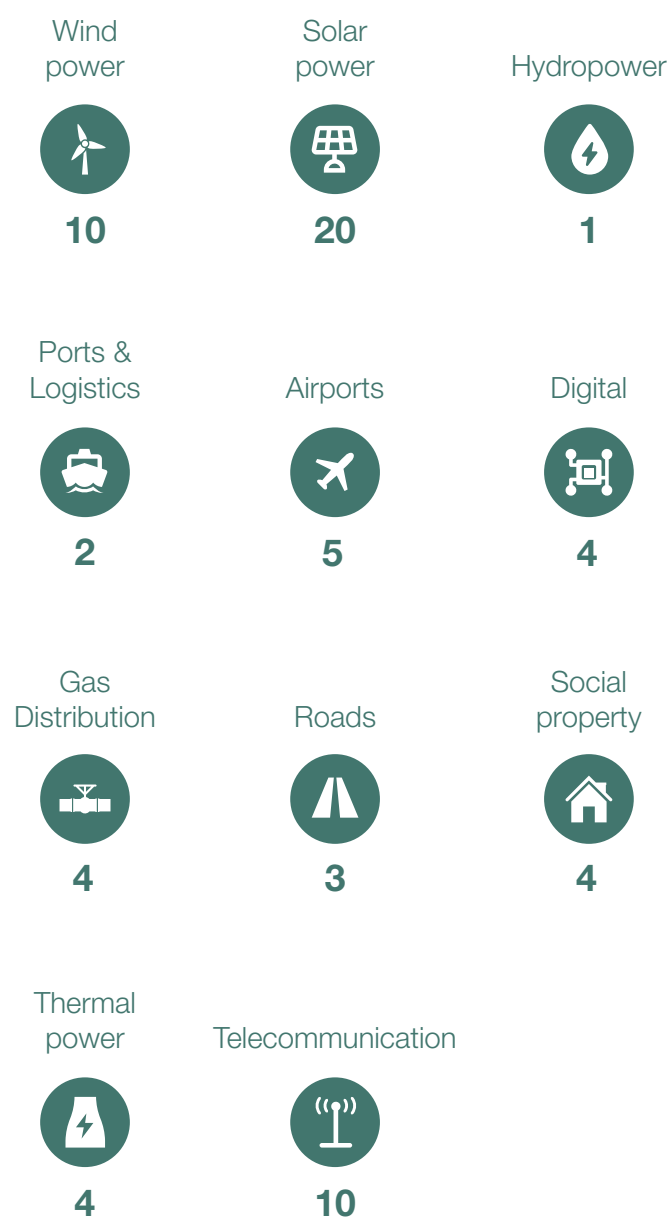 Wind
power
10
Solar
power
20
Hydropower
1
Ports &
Logistics
2
Airports
5
Digital
4
Gas
Distribution
4
Roads
3
Social
property
4
Thermal
power
4
Telecommunication
10